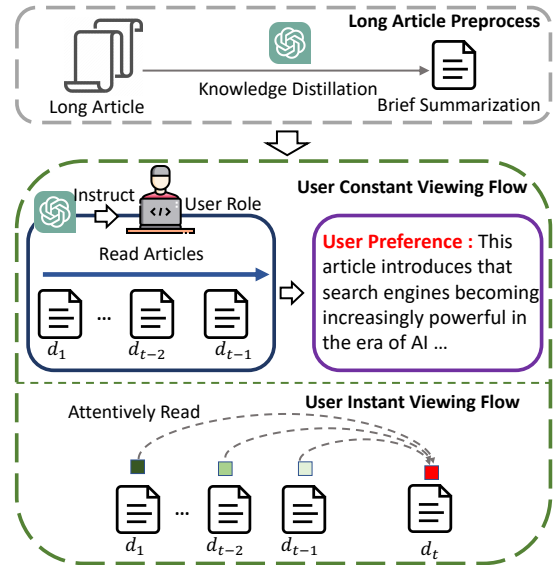 Long Article Preprocess
Long Article
Knowledge Distillation
Brief Summarization
User Constant Viewing Flow
Instruct
User Role
Read Articles
d1
...
dt−2
dt−1
User Preference : This
article introduces that
search engines becoming
increasingly powerful in
the era of AI ...
User Instant Viewing Flow
Attentively Read
d1
...
dt−2
dt−1
dt